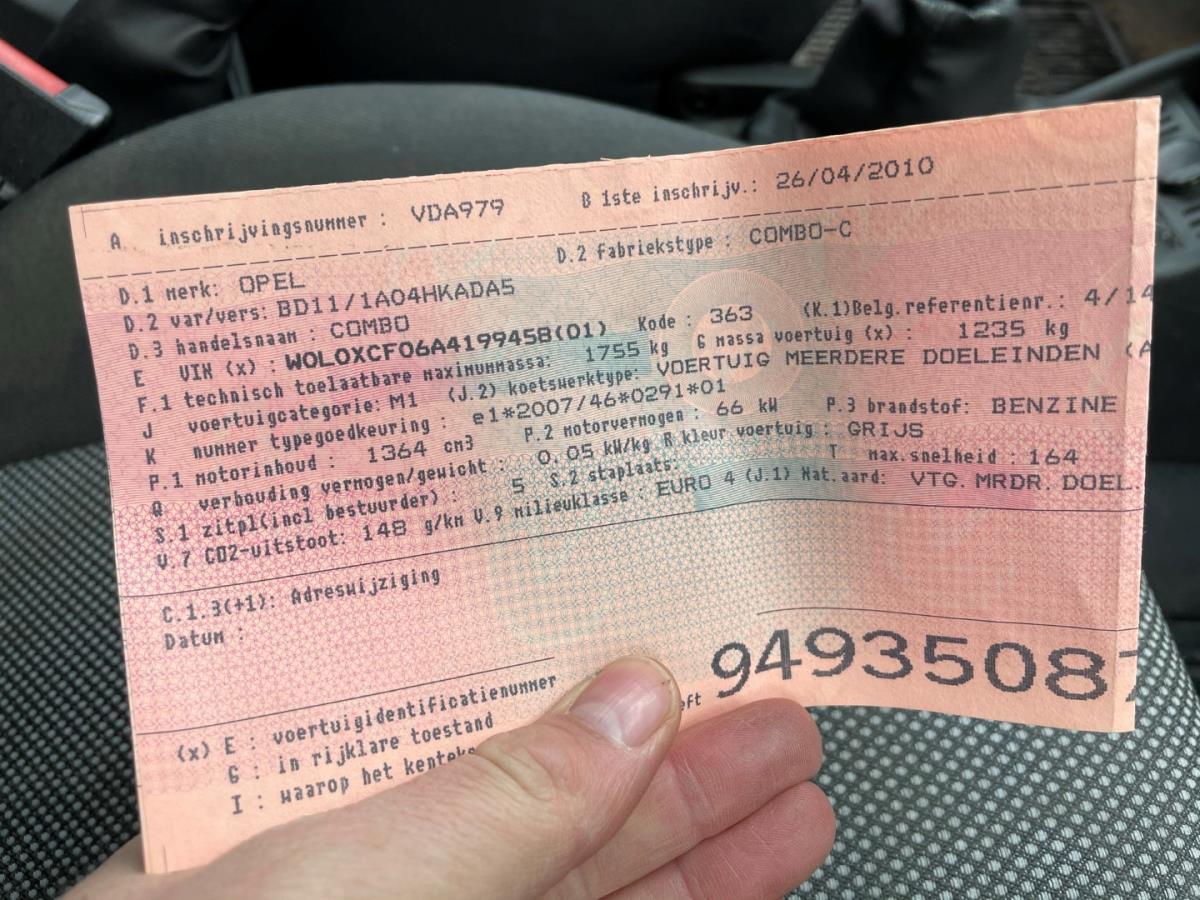 A inschrijvingsnummer : VDA979 B 1ste inschrijv.: 26/04/2010
D.1 merk: OPEL D.2 fabriekstype : COMBO-C
D.2 var/vers: BD11/1A04HKADA5
D.3 handelsnaam : COMBO Kode : 363 (K.1)Belg.referentienr.: 4/14
E VIN (x) : W0L0XCF06A4199458(01) G massa voertuig (x) : 1235 kg
F.1 technisch toelaatbare maximummassa: 1755 kg
J voertuigcategorie: M1 (J.2) koetswerktype: VOERTUIG MEERDERE DOELEINDEN (A
K nummer typegoedkeuring : e1*2007/46*0291*01
P.1 motorinhoud : 1364 cm3 P.2 motorvermogen : 66 kW P.3 brandstof: BENZINE
Q verhouding vermogen/gewicht : 0.05 kW/kg R kleur voertuig : GRIJS T max.snelheid : 164
S.1 zitpl(incl bestuurder) : 5 S.2 staplaats:
V.7 CO2-uitstoot: 148 g/km V.9 milieuklasse : EURO 4 (J.1) Nat.aard: VTG. MRDR. DOEL.
C.1.3(+1): Adreswijziging
Datum :
9493508
(x) E : voertuigidentificatienummer
G : in rijklare toestand
I : waarop het kenteke